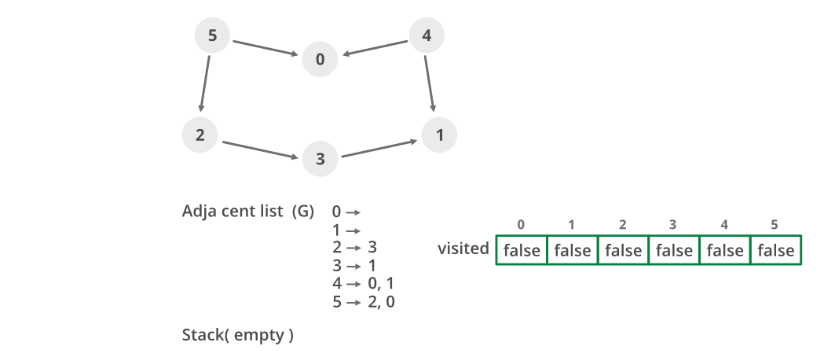 5
4
0
2
1
3
Adja cent list (G)
0 →
1 →
2 → 3
3 → 1
4 → 0, 1
5 → 2, 0
0 1 2 3 4 5
visited false false false false false false
Stack( empty )